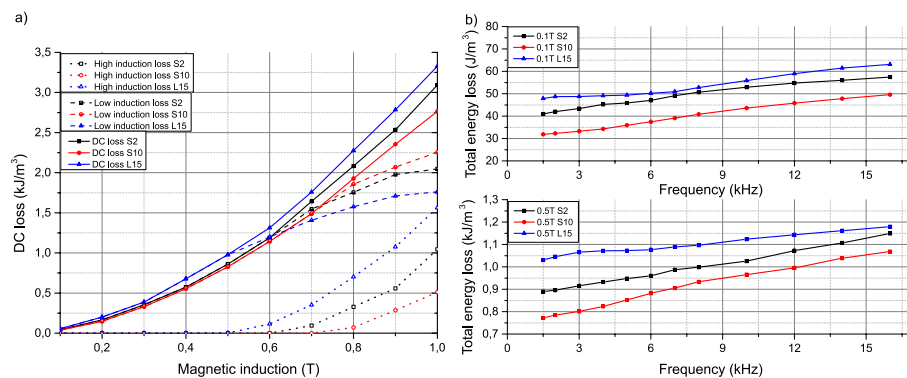 a)
DC loss (kJ/m³)
3,5
3,0
2,5
2,0
1,5
1,0
0,5
0,0
High induction loss S2
High induction loss S10
High induction loss L15
Low induction loss S2
Low induction loss S10
Low induction loss L15
DC loss S2
DC loss S10
DC loss L15
0,2 0,4 0,6 0,8 1,0
Magnetic induction (T)
b)
Total energy loss (J/m³)
80
70
60
50
40
30
20
0.1T S2
0.1T S10
0.1T L15
0 3 6 9 12 15
Frequency (kHz)
Total energy loss (kJ/m³)
1,3
1,2
1,1
1,0
0,9
0,8
0,7
0.5T S2
0.5T S10
0.5T L15
0 3 6 9 12 15
Frequency (kHz)